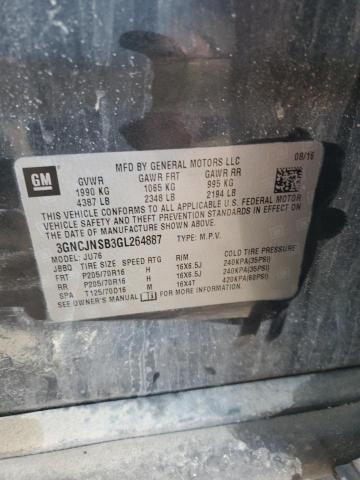 MFD BY GENERAL MOTORS LLC 08/16
GM
GVWR GAWR FRT GAWR RR
1990 KG 1065 KG 995 KG
4387 LB 2348 LB 2194 LB
THIS VEHICLE CONFORMS TO ALL APPLICABLE U.S. FEDERAL MOTOR
VEHICLE SAFETY, BUMPER, AND THEFT PREVENTION STANDARDS IN
EFFECT ON THE DATE OF MANUFACTURE SHOWN ABOVE.
3GNCJNSB3GL264887 TYPE: M.P.V.
MODEL: JU76
JBBQ TIRE SIZE SPEED RTG RIM COLD TIRE PRESSURE
FRT P205/70R16 H 16X6.5J 240KPA(35PSI)
RR P205/70R16 H 16X6.5J 240KPA(35PSI)
SPA T125/70D16 M 16X4T 420KPA(60PSI)
SEE OWNER'S MANUAL FOR MORE INFORMATION.